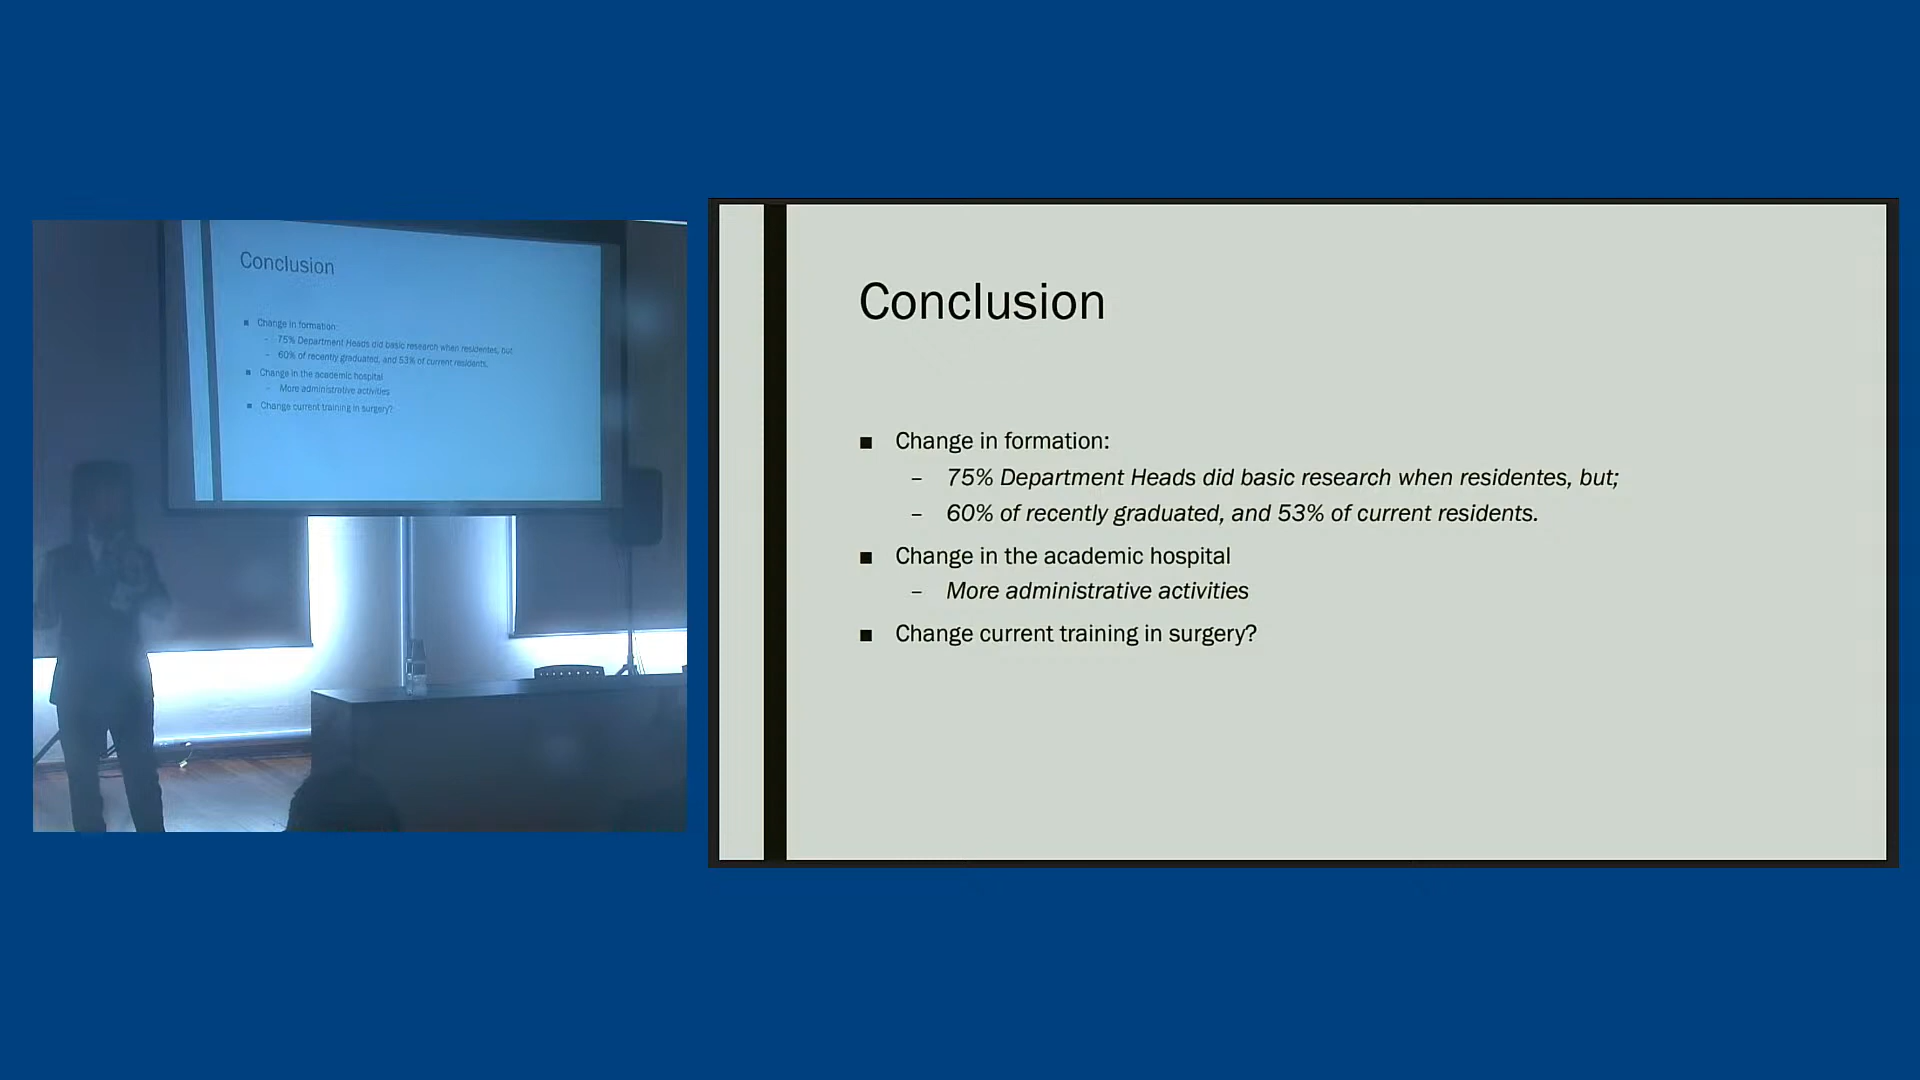 Conclusion
■ Change in formation:
– 75% Department Heads did basic research when residentes, but
– 60% of recently graduated, and 53% of current residents.
■ Change in the academic hospital
– More administrative activities
■ Change current training in surgery?
Conclusion
■ Change in formation:
– 75% Department Heads did basic research when residentes, but;
– 60% of recently graduated, and 53% of current residents.
■ Change in the academic hospital
– More administrative activities
■ Change current training in surgery?